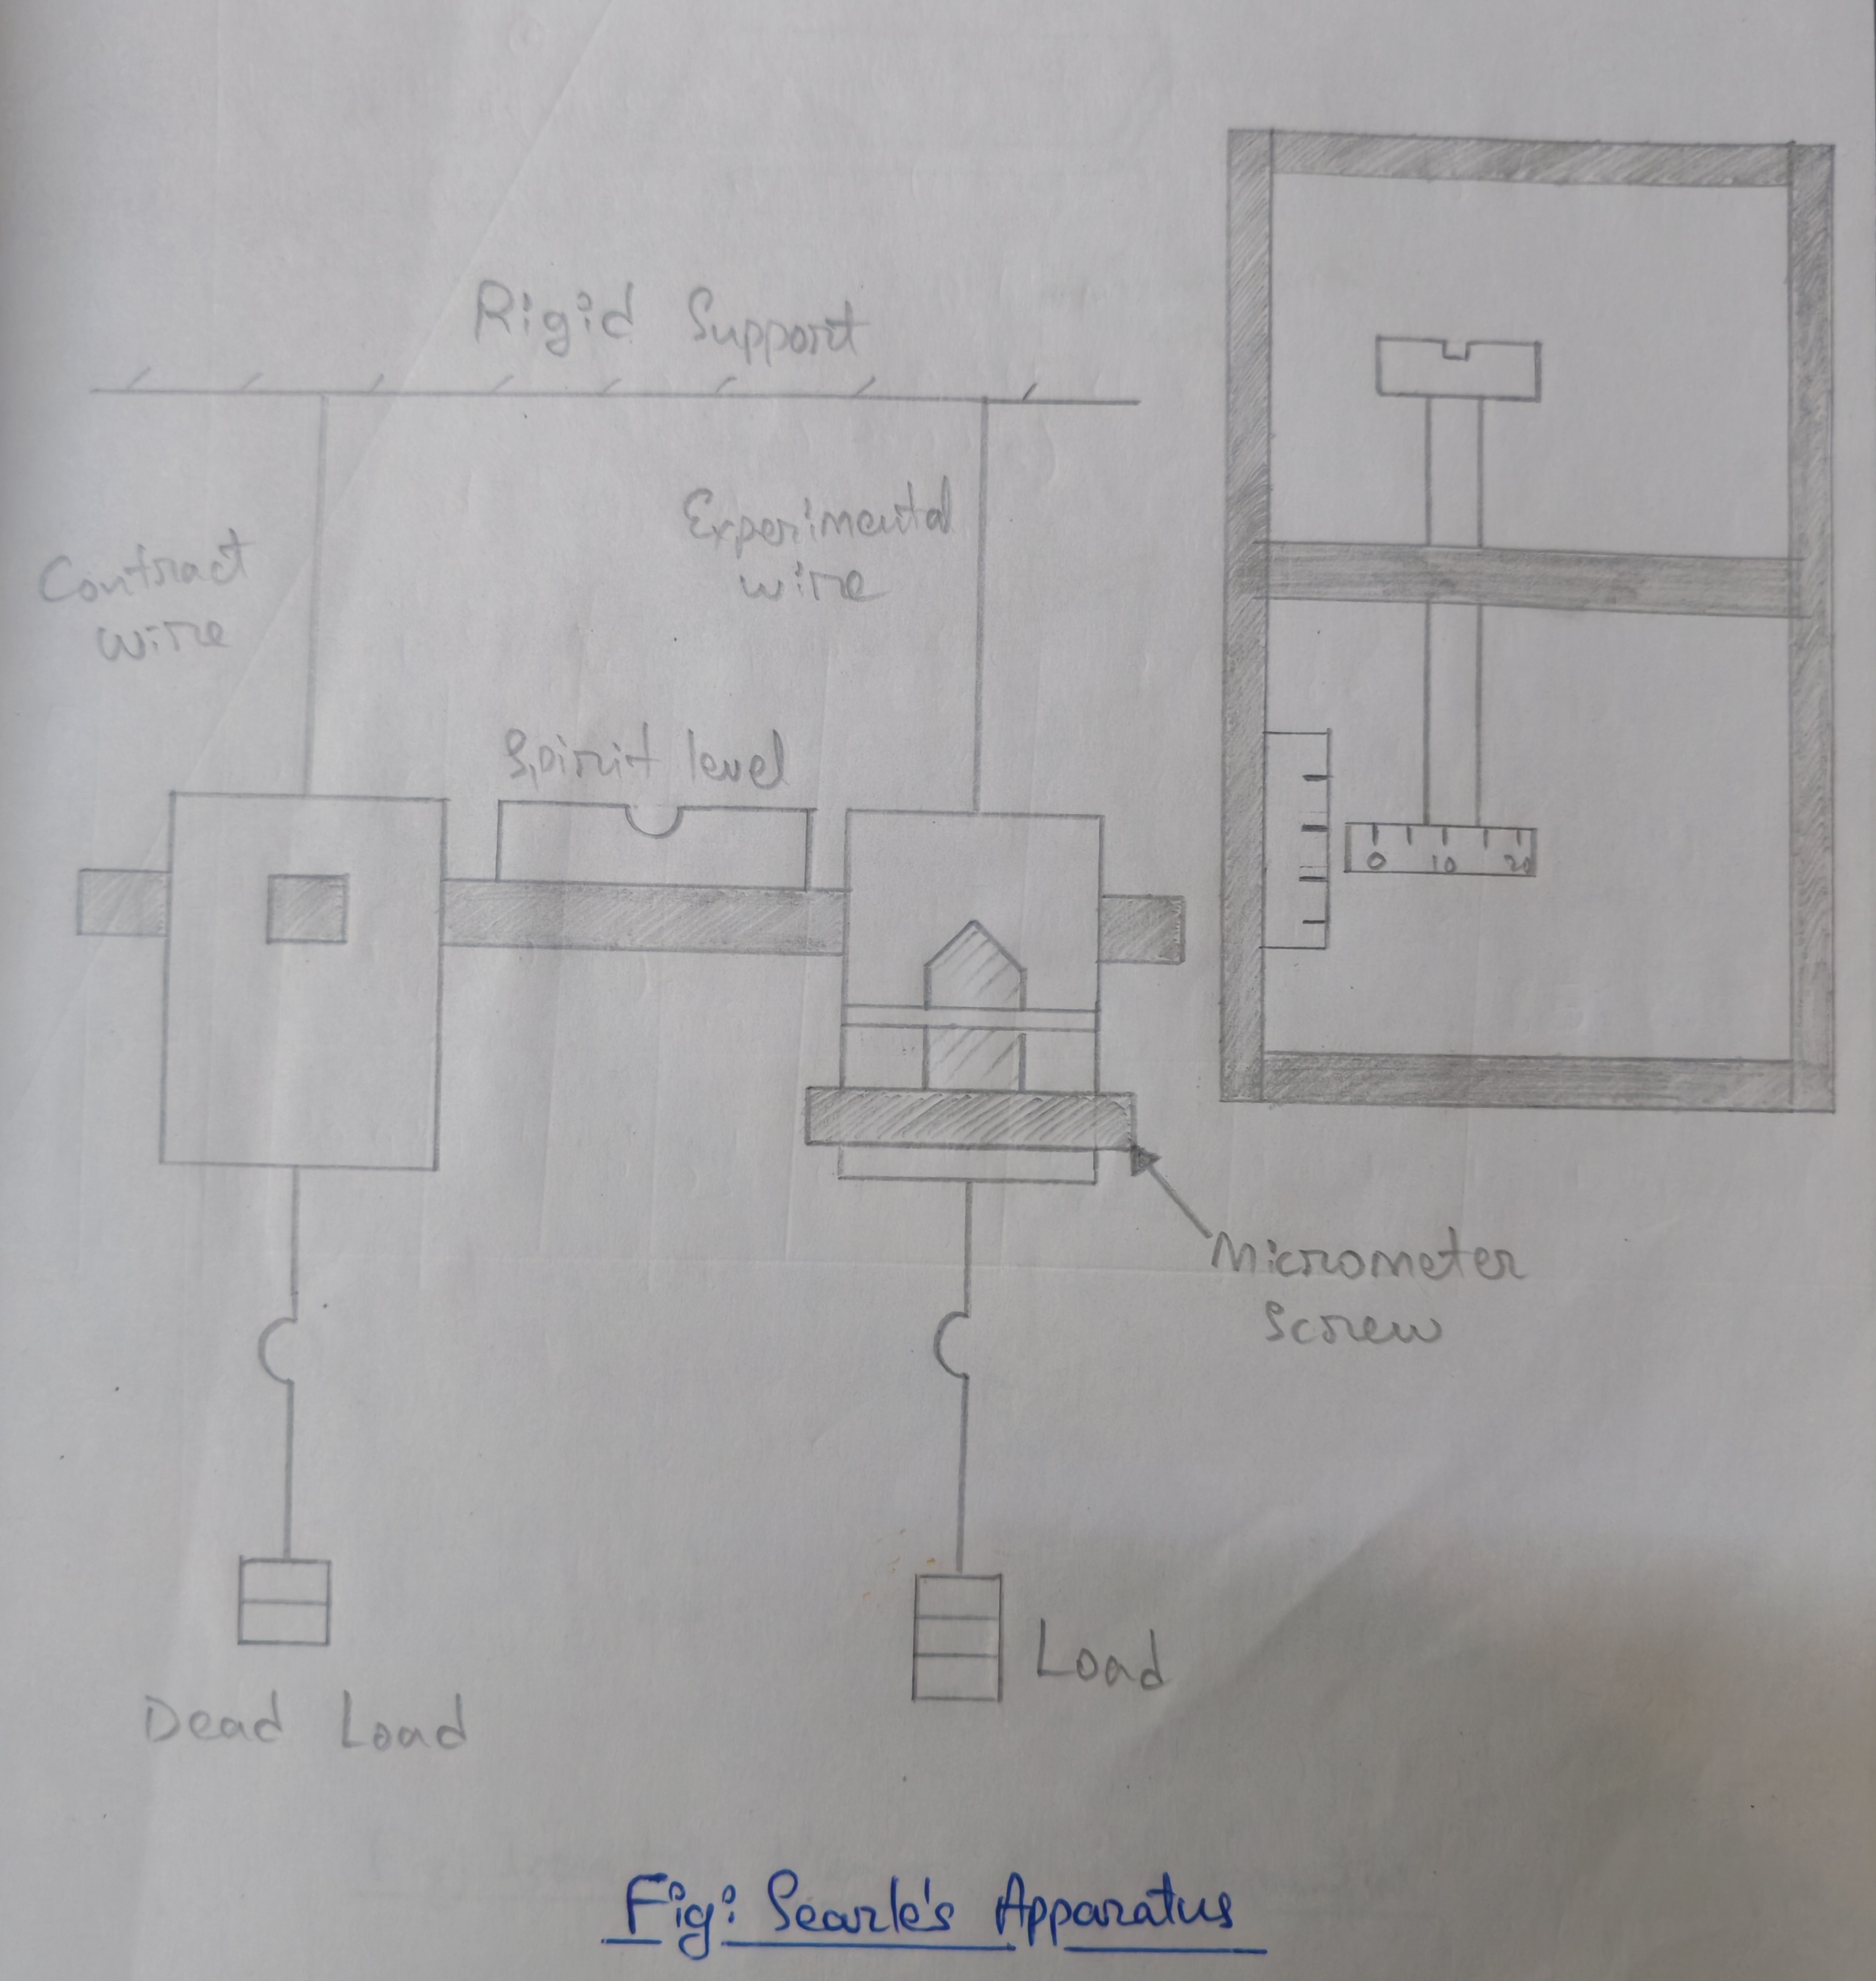 Rigid Support
Contract
wire
Experimental
wire
Spirit level
0 10 20
Micrometer
Screw
Load
Dead Load
Fig: Searle's Apparatus